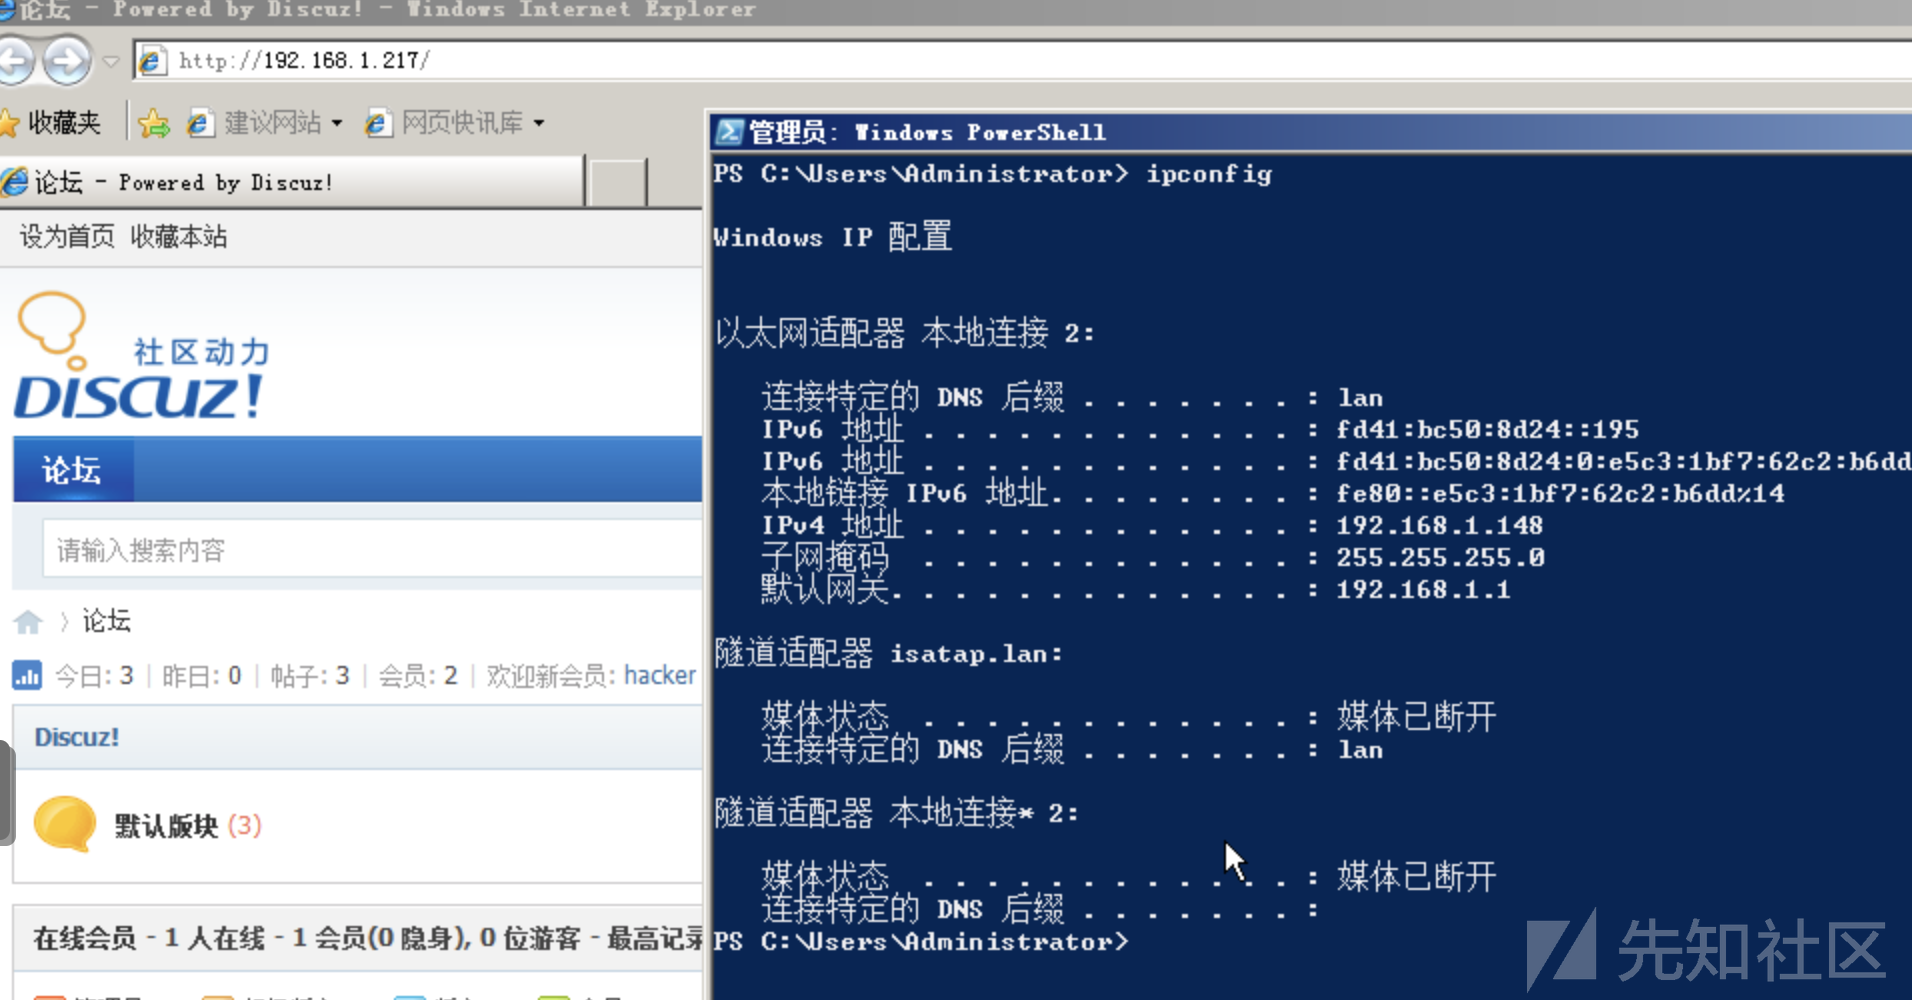 论坛 - Powered by Discuz! - Windows Internet Explorer
http://192.168.1.217/
收藏夹 建议网站 网页快讯库
论坛 - Powered by Discuz!
设为首页 收藏本站
社区动力
DISCUZ!
论坛
请输入搜索内容
论坛
今日: 3 | 昨日: 0 | 帖子: 3 | 会员: 2 | 欢迎新会员: hacker
Discuz!
默认版块 (3)
在线会员 - 1 人在线 - 1 会员(0 隐身), 0 位游客 - 最高记录
管理员: Windows PowerShell
PS C:\Users\Administrator> ipconfig
Windows IP 配置
以太网适配器 本地连接 2:
连接特定的 DNS 后缀 . . . . . . . : lan
IPv6 地址 . . . . . . . . . . . . : fd41:bc50:8d24::195
IPv6 地址 . . . . . . . . . . . . : fd41:bc50:8d24:0:e5c3:1bf7:62c2:b6dd
本地链接 IPv6 地址. . . . . . . . : fe80::e5c3:1bf7:62c2:b6dd%14
IPv4 地址 . . . . . . . . . . . . : 192.168.1.148
子网掩码 . . . . . . . . . . . . : 255.255.255.0
默认网关. . . . . . . . . . . . . : 192.168.1.1
隧道适配器 isatap.lan:
媒体状态 . . . . . . . . . . . . : 媒体已断开
连接特定的 DNS 后缀 . . . . . . . : lan
隧道适配器 本地连接* 2:
媒体状态 . . . . . . . . . . . . : 媒体已断开
连接特定的 DNS 后缀 . . . . . . . :
PS C:\Users\Administrator>
先知社区